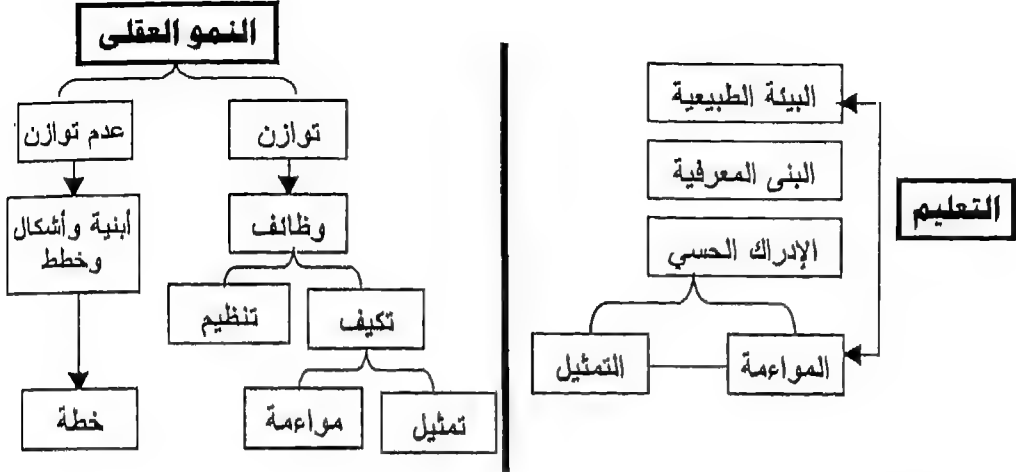 التعليم
البيئة الطبيعية
البنى المعرفية
الإدراك الحسي
المواءمة
التمثيل
النمو العقلى
توازن
عدم توازن
وظائف
أبنية وأشكال
وخطط
تكيف
تنظيم
تمثيل
مواءمة
خطة